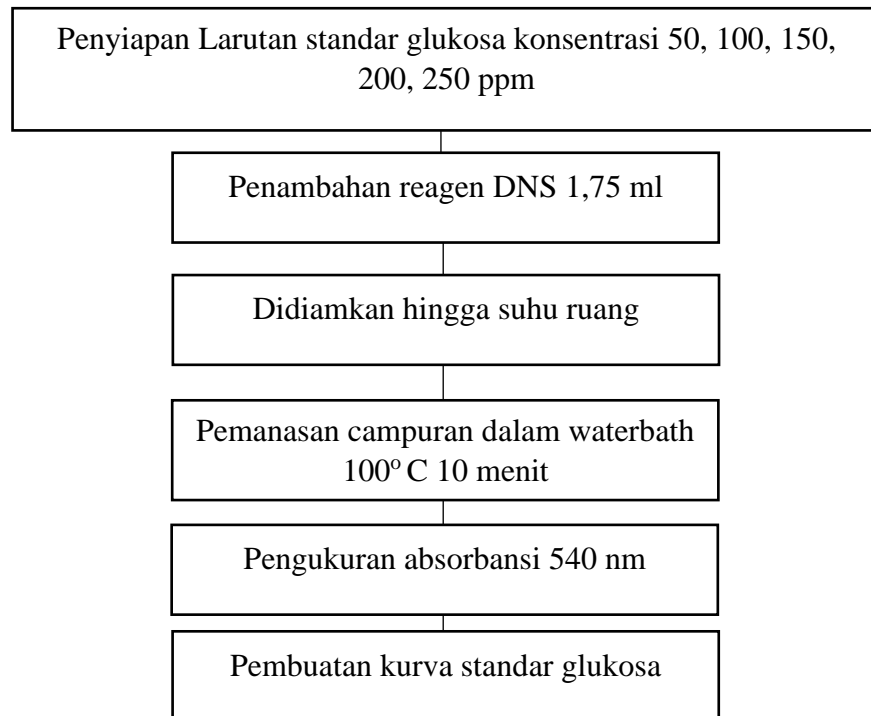 Penyiapan Larutan standar glukosa konsentrasi 50, 100, 150,
200, 250 ppm
Penambahan reagen DNS 1,75 ml
Didiamkan hingga suhu ruang
Pemanasan campuran dalam waterbath
100º C 10 menit
Pengukuran absorbansi 540 nm
Pembuatan kurva standar glukosa